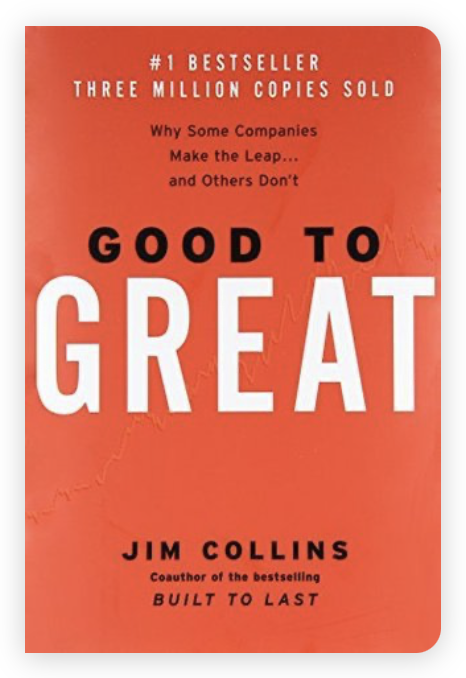 #1 BESTSELLER
THREE MILLION COPIES SOLD
Why Some Companies
Make the Leap...
and Others Don't
GOOD TO
GREAT
JIM COLLINS
Coauthor of the bestselling
BUILT TO LAST